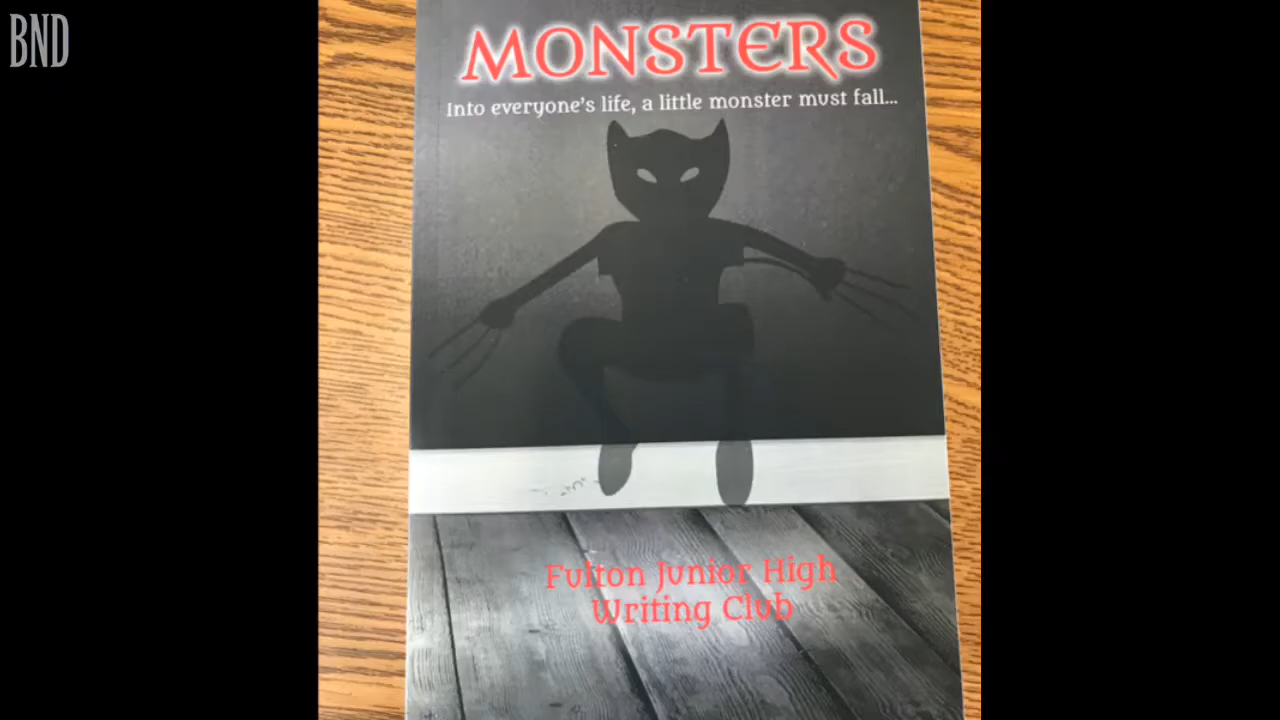 BND
MONSTERS
Into everyone's life, a little monster must fall...
Fulton Junior High
Writing Club